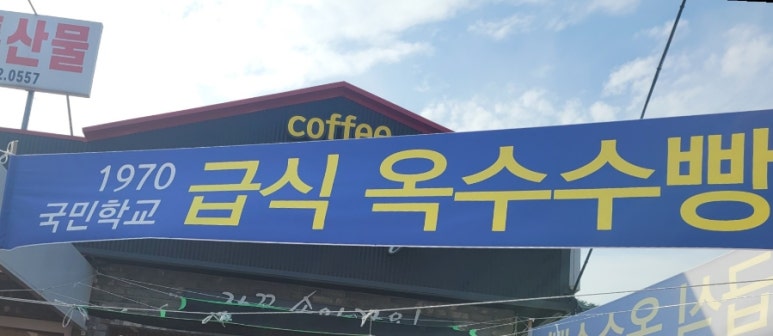 산물
2.0557
coffee
1970
국민학교
급식 옥수수빵